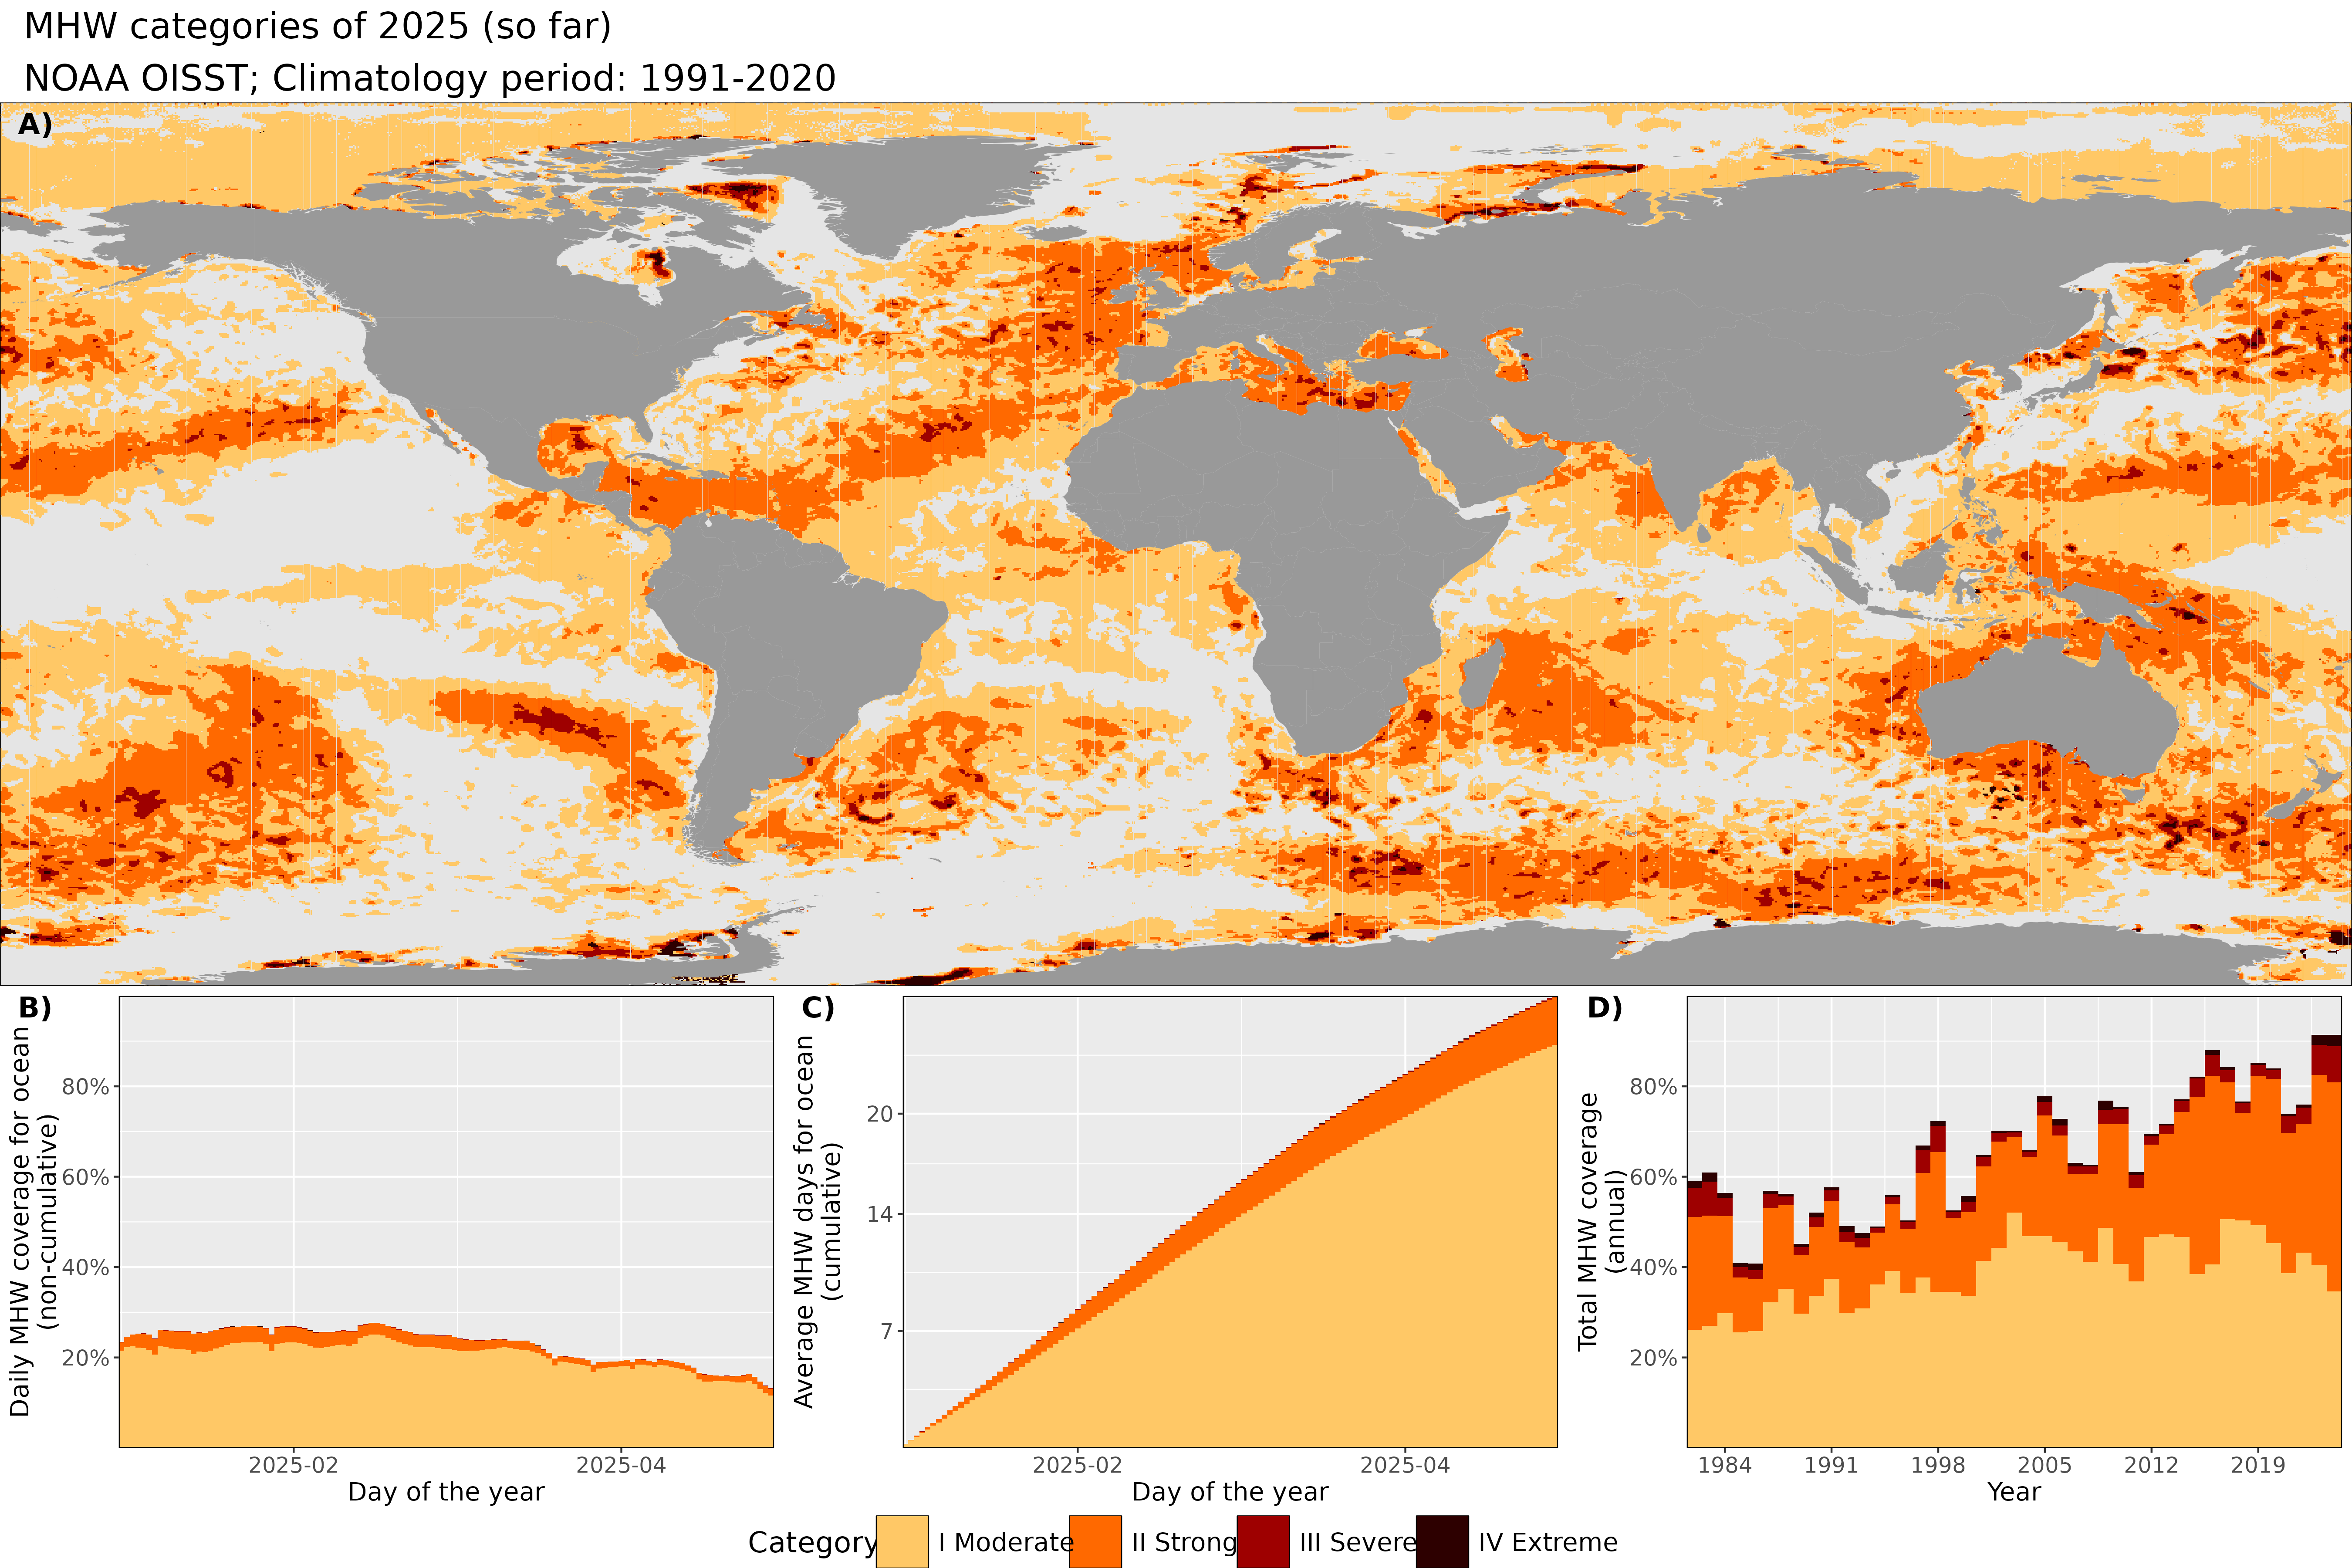 MHW categories of 2025 (so far)
NOAA OISST; Climatology period: 1991-2020
A)
B)
Daily MHW coverage for ocean
(non-cumulative)
80%
60%
40%
20%
2025-02
2025-04
Day of the year
C)
Average MHW days for ocean
(cumulative)
20
14
7
2025-02
2025-04
Day of the year
D)
Total MHW coverage
(annual)
80%
60%
40%
20%
1984
1991
1998
2005
2012
2019
Year
Category
I Moderate
II Strong
III Severe
IV Extreme